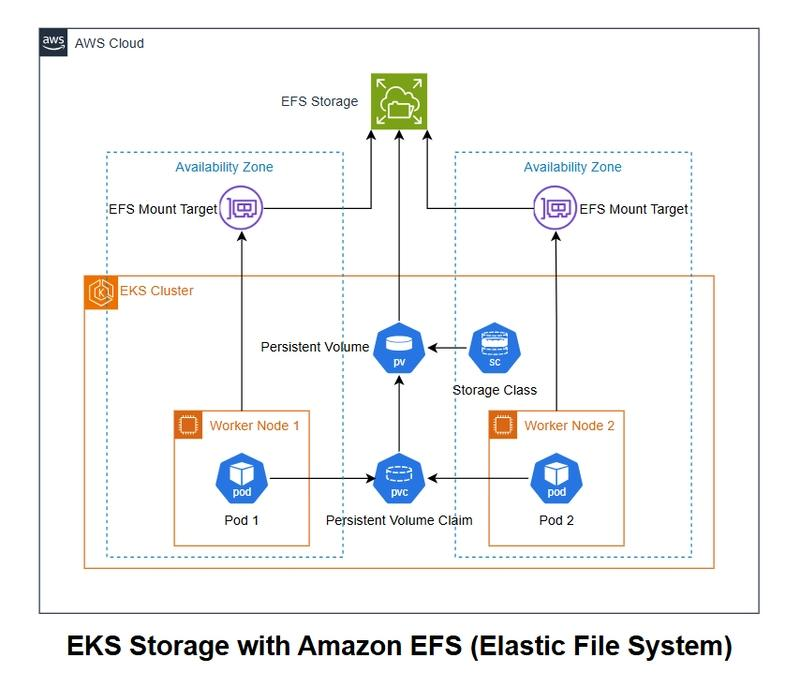 aws
AWS Cloud
EFS Storage
Availability Zone
Availability Zone
EFS Mount Target
EFS Mount Target
EKS Cluster
K
Persistent Volume
pv
sc
Storage Class
Worker Node 1
Worker Node 2
pod
pvc
pod
Pod 1
Persistent Volume Claim
Pod 2
EKS Storage with Amazon EFS (Elastic File System)